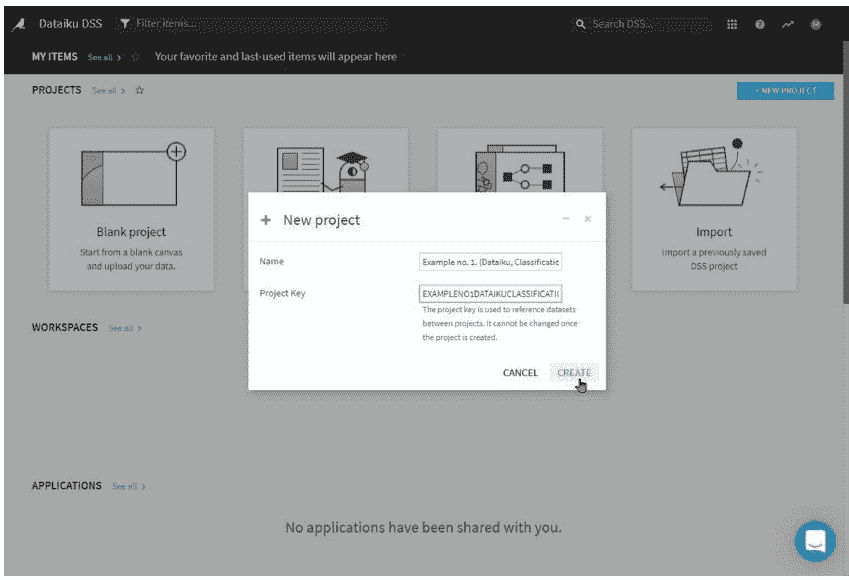 Dataiku DSS
Filter items...
Search DSS...
MY ITEMS See all >
Your favorite and last-used items will appear here
PROJECTS See all >
+ NEW PROJECT
Blank project
Start from a blank canvas
and upload your data.
Import
Import a previously saved
DSS project
New project
Name
Example no. 1. (Dataiku, Classificatic
Project Key
EXAMPLENO1DATAIKUCLASSIFICATI
The project key is used to reference datasets
between projects. It cannot be changed once
the project is created.
CANCEL
CREATE
WORKSPACES See all >
APPLICATIONS See all >
No applications have been shared with you.